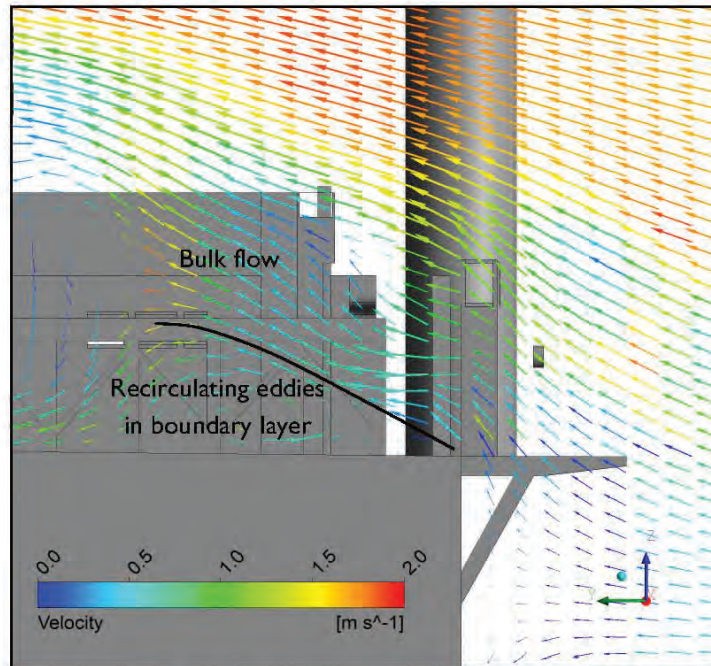 Bulk flow
Recirculating eddies
in boundary layer
0.0
0.5
1.0
1.5
2.0
Velocity
[m s^-1]
Z
Y